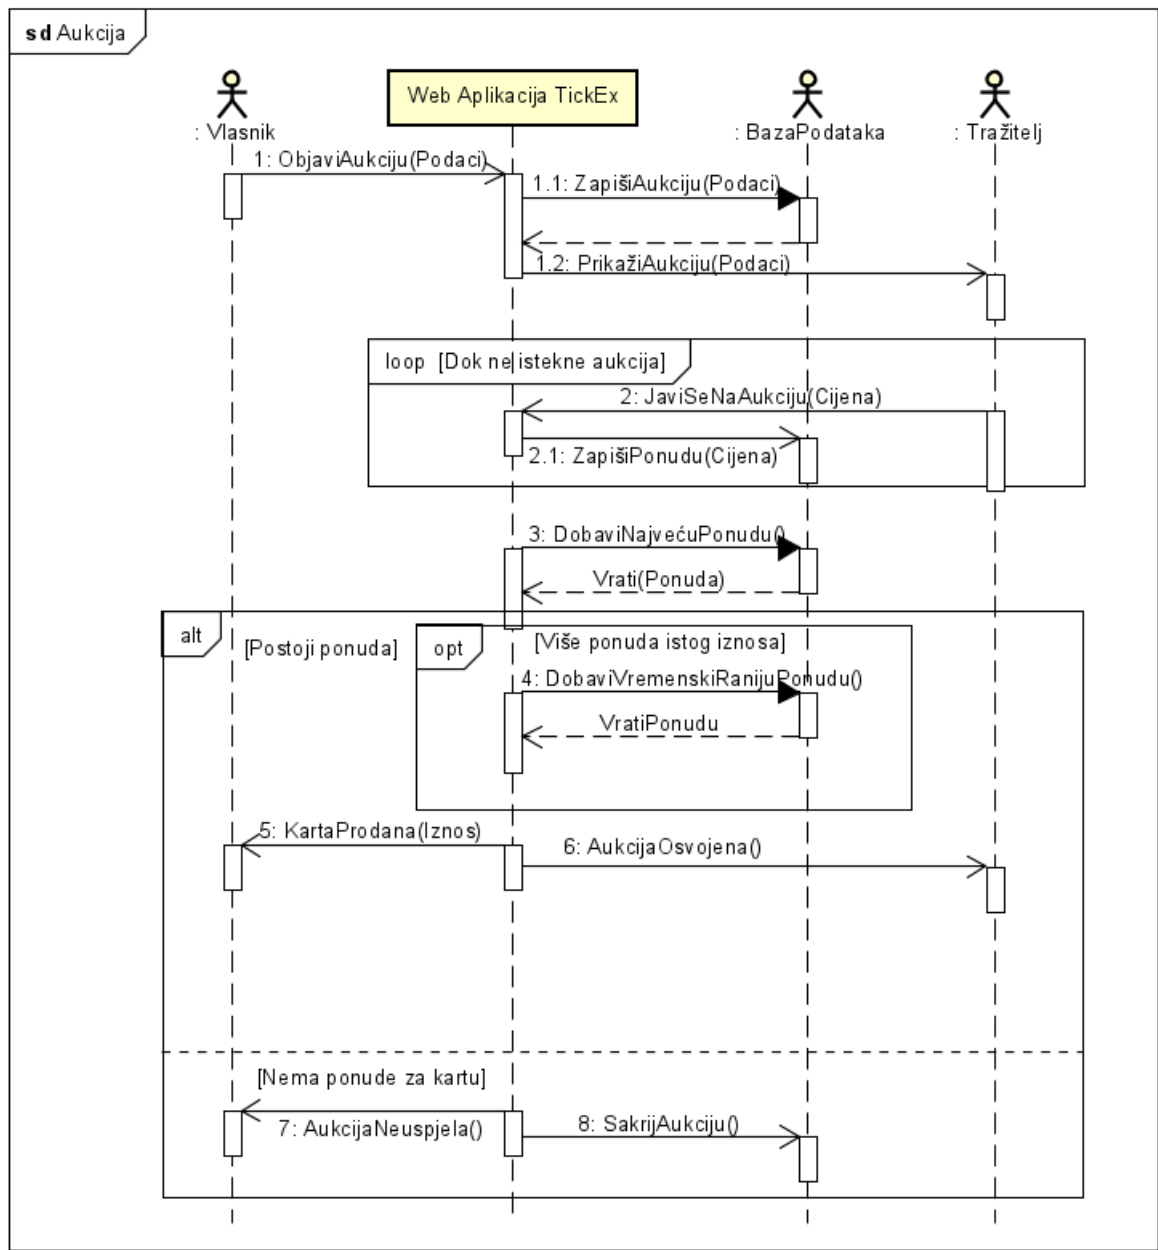 sd Aukcija
: Vlasnik
Web Aplikacija TickEx
: BazaPodataka
: Tražitelj
1: ObjaviAukciju(Podaci)
1.1: ZapišiAukciju(Podaci)
1.2: PrikažiAukciju(Podaci)
loop [Dok ne istekne aukcija]
2: JaviSeNaAukciju(Cijena)
2.1: ZapišiPonudu(Cijena)
3: DobaviNajvećuPonudu()
Vrati(Ponuda)
alt
[Postoji ponuda]
opt
[Više ponuda istog iznosa]
4: DobaviVremenskiRanijuPonudu()
VratiPonudu
5: KartaProdana(Iznos)
6: AukcijaOsvojena()
[Nema ponude za kartu]
7: AukcijaNeuspjela()
8: SakrijAukciju()